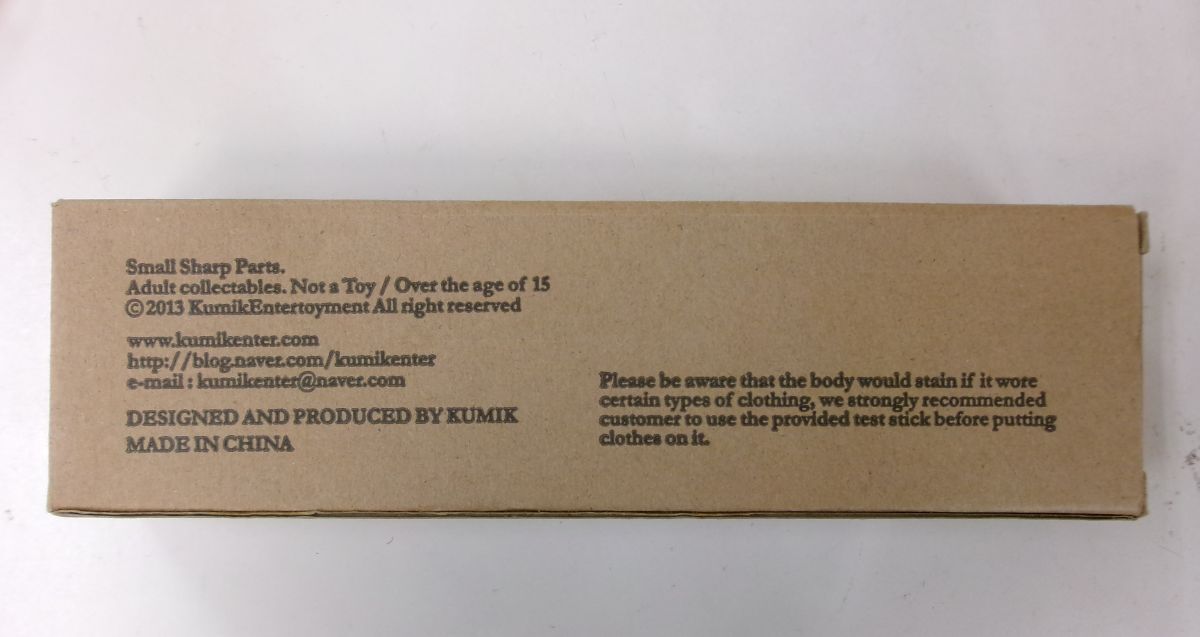 Small Sharp Parts.
Adult collectables. Not a Toy / Over the age of 15
© 2013 KumikEntertoyment All right reserved
www.kumikenter.com
http://blog.naver.com/kumikenter
e-mail : kumikenter@naver.com
DESIGNED AND PRODUCED BY KUMIK
MADE IN CHINA
Please be aware that the body would stain if it wore
certain types of clothing, we strongly recommended
customer to use the provided test stick before putting
clothes on it.